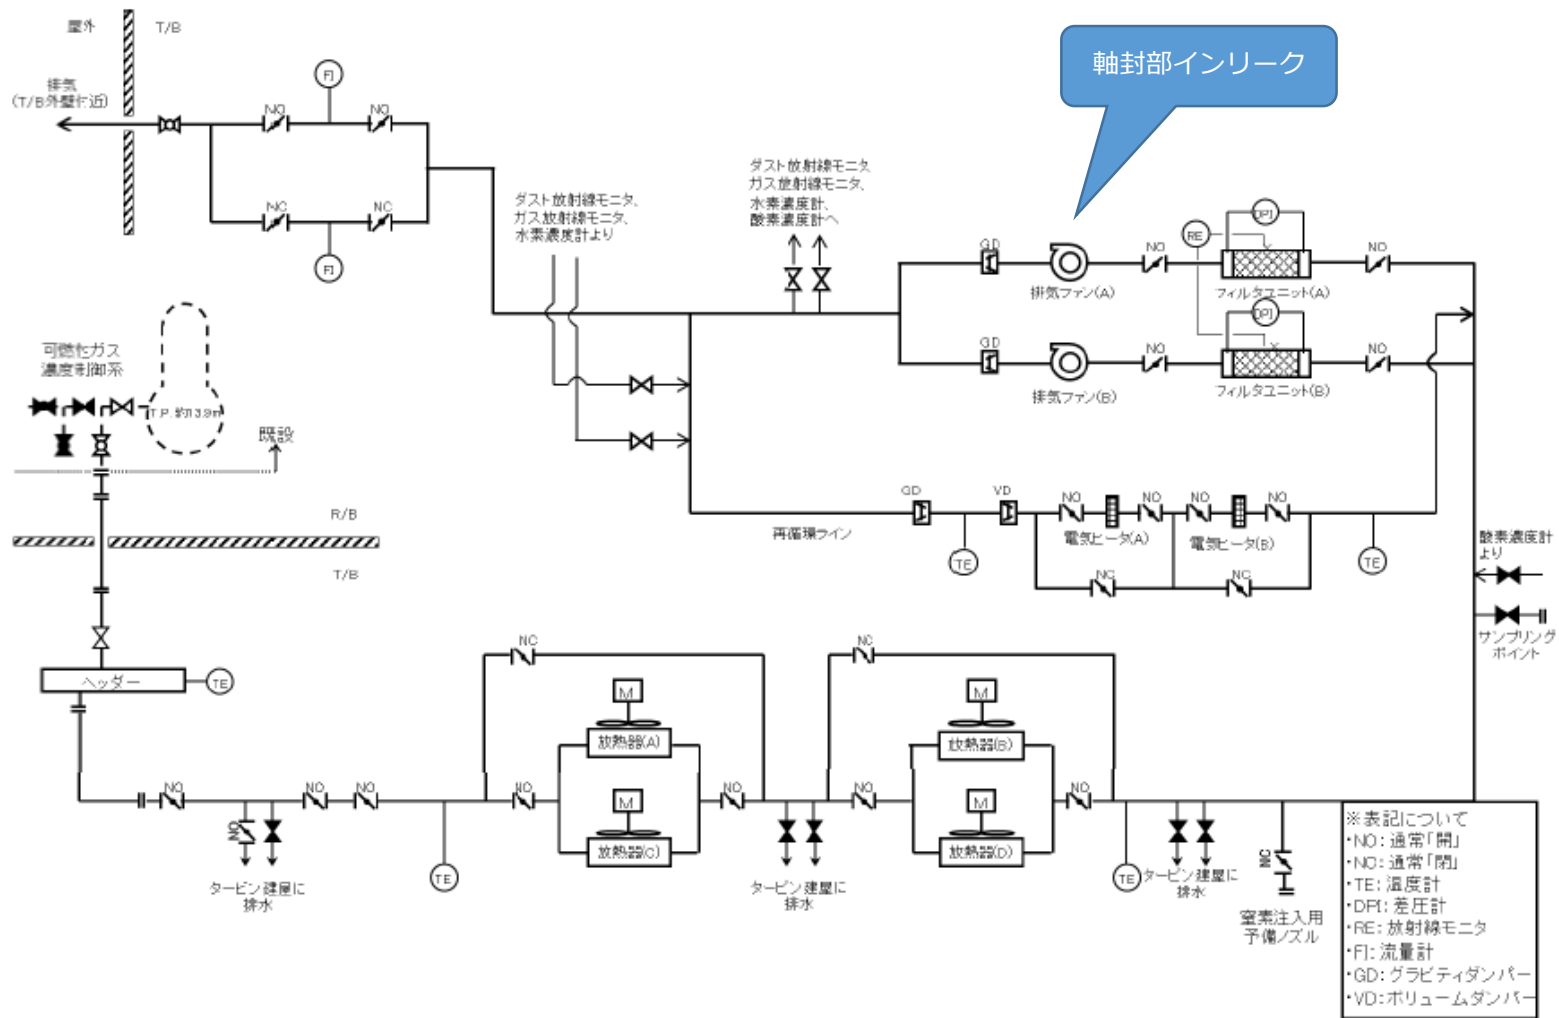 屋外
T/B
排気
(T/B外壁付近)
FI
NO
NO
NC
NC
FI
軸封部インリーク
ダスト放射線モニタ、
ガス放射線モニタ、
水素濃度計より
ダスト放射線モニタ、
ガス放射線モニタ、
水素濃度計、
酸素濃度計へ
GD
排気ファン(A)
NO
RE
DPI
フィルタユニット(A)
NO
GD
排気ファン(B)
NO
DPI
フィルタユニット(B)
NO
可燃性ガス
濃度制御系
T.P.約13.9m
既設
R/B
T/B
再循環ライン
GD
TE
VD
NO
NO
NO
NO
電気ヒータ(A)
電気ヒータ(B)
NC
NC
TE
酸素濃度計
より
サンプリング
ポイント
ヘッダー
TE
NC
NC
M
放熱器(A)
M
放熱器(C)
M
放熱器(B)
M
放熱器(D)
NO
NO
NO
NO
NO
NO
NO
NO
NO
TE
TE
タービン建屋に
排水
タービン建屋に
排水
タービン建屋に
排水
NC
窒素注入用
予備ノズル
※表記について
・NO：通常「開」
・NC：通常「閉」
・TE：温度計
・DPI：差圧計
・RE：放射線モニタ
・FI：流量計
・GD：グラビティダンパー
・VD：ボリュームダンパー